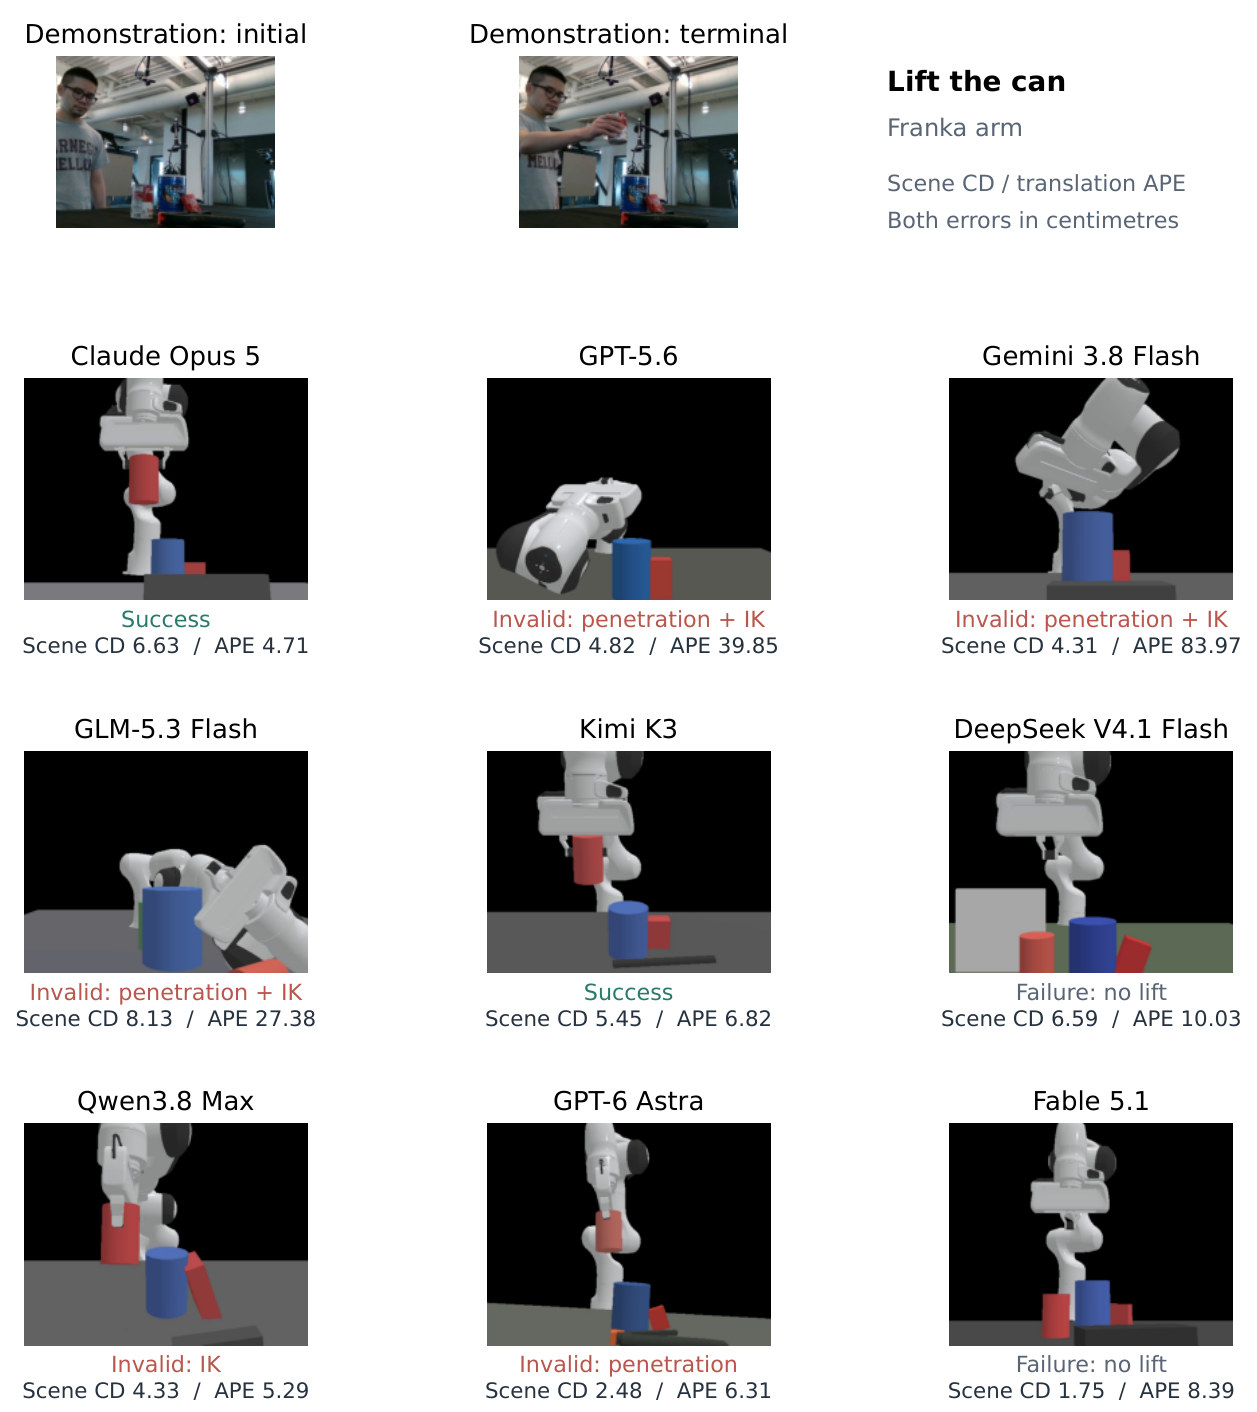 Demonstration: initial
Demonstration: terminal
Lift the can
Franka arm
Scene CD / translation APE
Both errors in centimetres
Claude Opus 5
GPT-5.6
Gemini 3.8 Flash
Success
Scene CD 6.63 / APE 4.71
Invalid: penetration + IK
Scene CD 4.82 / APE 39.85
Invalid: penetration + IK
Scene CD 4.31 / APE 83.97
GLM-5.3 Flash
Kimi K3
DeepSeek V4.1 Flash
Invalid: penetration + IK
Scene CD 8.13 / APE 27.38
Success
Scene CD 5.45 / APE 6.82
Failure: no lift
Scene CD 6.59 / APE 10.03
Qwen3.8 Max
GPT-6 Astra
Fable 5.1
Invalid: IK
Scene CD 4.33 / APE 5.29
Invalid: penetration
Scene CD 2.48 / APE 6.31
Failure: no lift
Scene CD 1.75 / APE 8.39